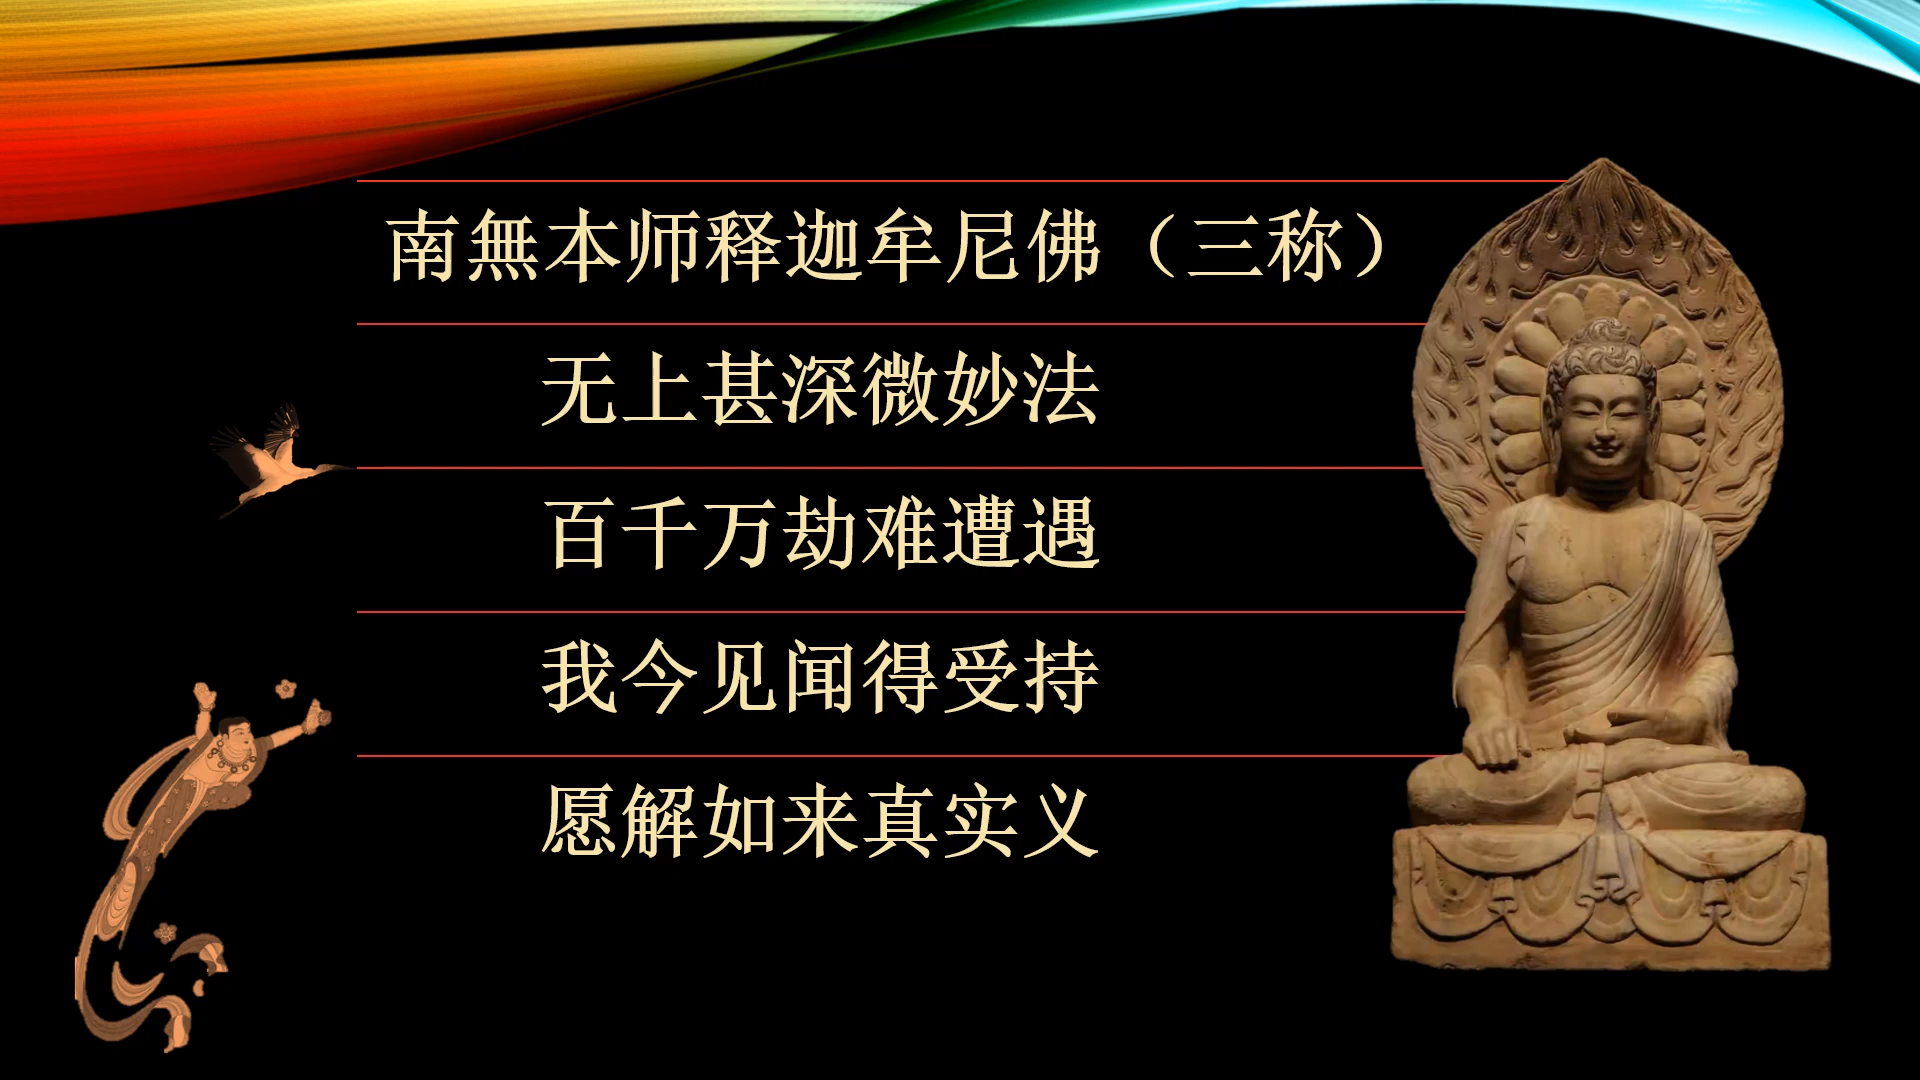 南無本师释迦牟尼佛（三称）
无上甚深微妙法
百千万劫难遭遇
我今见闻得受持
愿解如来真实义